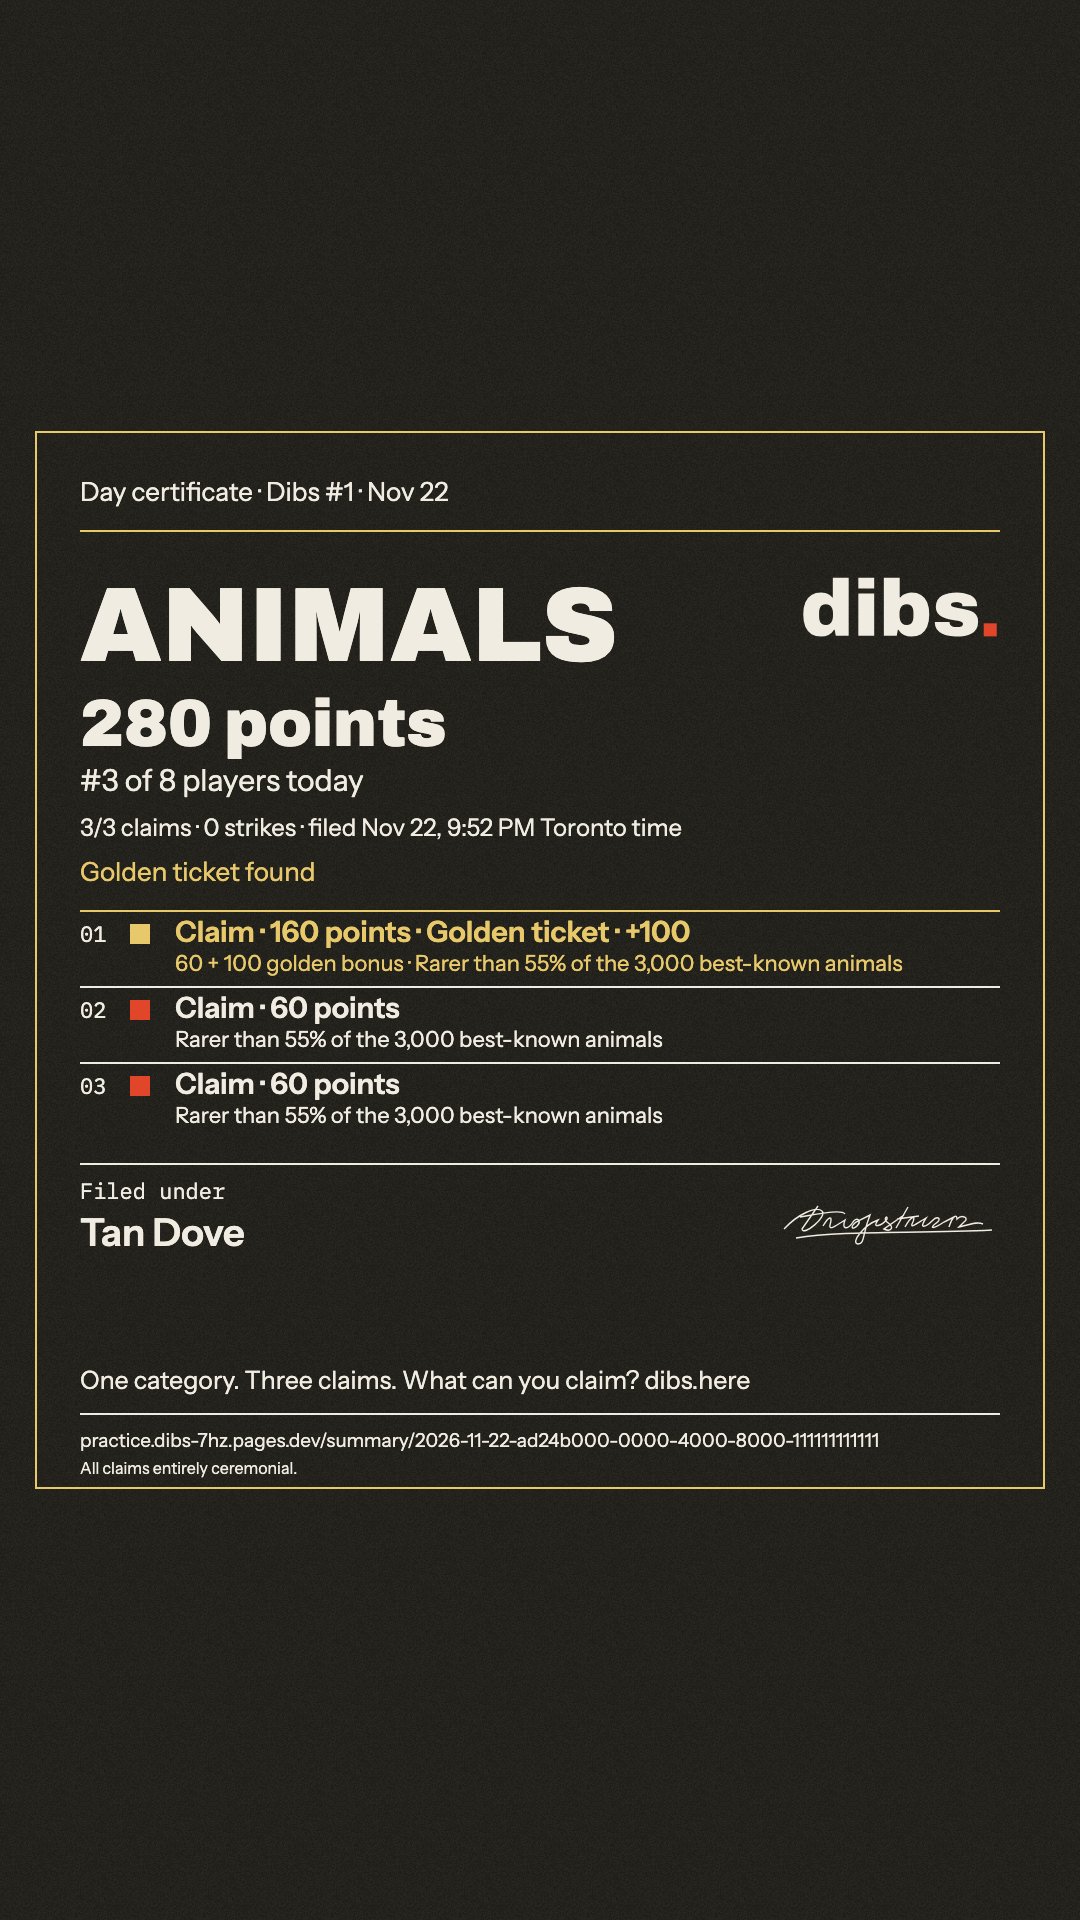 Day certificate · Dibs #1 · Nov 22
ANIMALS
dibs.
280 points
#3 of 8 players today
3/3 claims · 0 strikes · filed Nov 22, 9:52 PM Toronto time
Golden ticket found
01 Claim · 160 points · Golden ticket · +100
60 + 100 golden bonus · Rarer than 55% of the 3,000 best-known animals
02 Claim · 60 points
Rarer than 55% of the 3,000 best-known animals
03 Claim · 60 points
Rarer than 55% of the 3,000 best-known animals
Filed under
Tan Dove
One category. Three claims. What can you claim? dibs.here
practice.dibs-7hz.pages.dev/summary/2026-11-22-ad24b000-0000-4000-8000-111111111111
All claims entirely ceremonial.